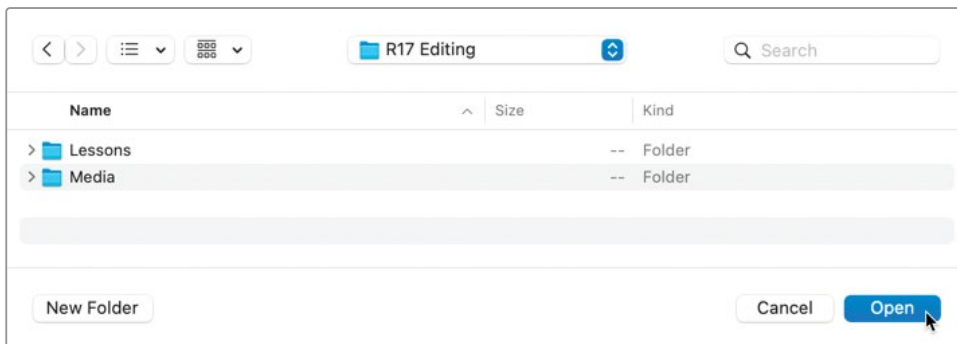 R17 Editing Search
Name Size Kind
Lessons -- Folder
Media -- Folder
New Folder Cancel Open